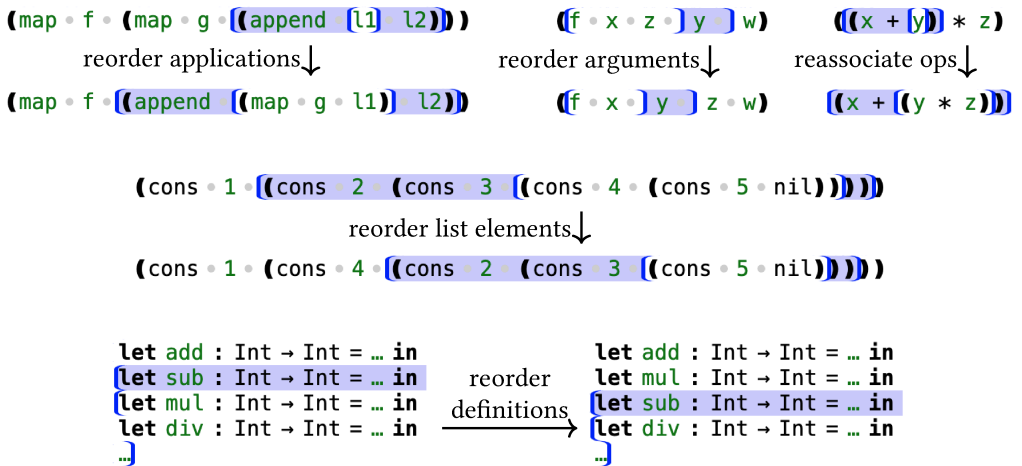 (map • f • (map • g • (append • l1 • l2)))
(f • x • z • y • w)
((x + y) * z)
reorder applications
reorder arguments
reassociate ops
(map • f • (append • (map • g • l1) • l2))
(f • x • y • z • w)
(x + (y * z))
(cons • 1 • (cons • 2 • (cons • 3 • (cons • 4 • (cons • 5 • nil)))))
reorder list elements
(cons • 1 • (cons • 4 • (cons • 2 • (cons • 3 • (cons • 5 • nil)))))
let add : Int → Int = … in
let sub : Int → Int = … in
let mul : Int → Int = … in
let div : Int → Int = … in
…
reorder
definitions
let add : Int → Int = … in
let mul : Int → Int = … in
let sub : Int → Int = … in
let div : Int → Int = … in
…